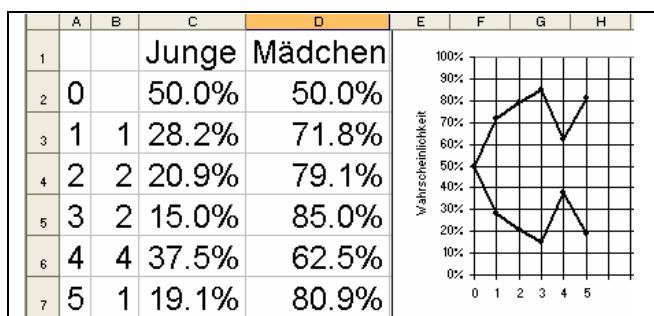 A B C D E F G H
1 Junge Mädchen
2 0 50.0% 50.0%
3 1 1 28.2% 71.8%
4 2 2 20.9% 79.1%
5 3 2 15.0% 85.0%
6 4 4 37.5% 62.5%
7 5 1 19.1% 80.9%
Wahrscheinlichkeit
100%
90%
80%
70%
60%
50%
40%
30%
20%
10%
0%
0 1 2 3 4 5